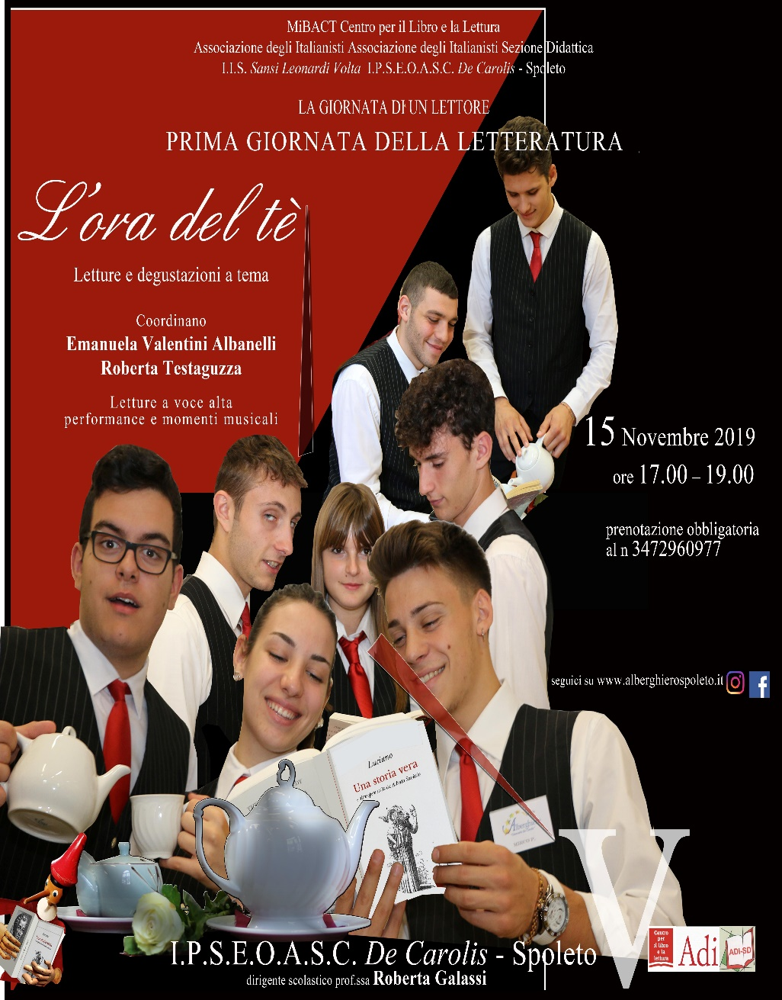 MiBACT Centro per il Libro e la Lettura
Associazione degli Italianisti Associazione degli Italianisti Sezione Didattica
I.I.S. Sansi Leonardi Volta I.P.S.E.O.A.S.C. De Carolis - Spoleto
LA GIORNATA DI UN LETTORE
PRIMA GIORNATA DELLA LETTERATURA
L'ora del tè
Letture e degustazioni a tema
Coordinano
Emanuela Valentini Albanelli
Roberta Testaguzza
Letture a voce alta
performance e momenti musicali
15 Novembre 2019
ore 17.00 – 19.00
prenotazione obbligatoria
al n 3472960977
seguici su www.alberghierospoleto.it
Luciano
Una storia vera
Alberghiero
V
I.P.S.E.O.A.S.C. De Carolis - Spoleto
dirigente scolastico prof.ssa Roberta Galassi
Centro
per
il libro
e la
lettura
Adi
ADI-SD